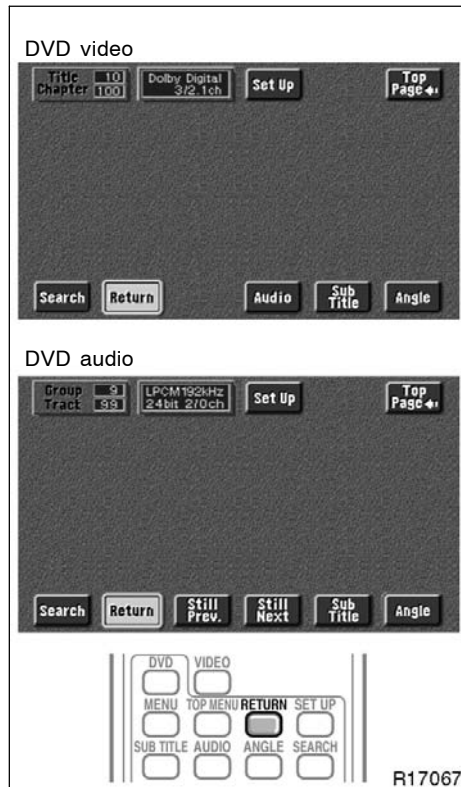 DVD video
Title 10 Dolby Digital Set Up Top
Chapter 100 3/2.1ch Page
Search Return Audio Sub Title Angle
DVD audio
Group 9 LPCM192kHz Set Up Top
Track 99 24bit 2/0ch Page
Search Return Still Prev. Still Next Sub Title Angle
DVD VIDEO
MENU TOP MENU RETURN SET UP
SUB TITLE AUDIO ANGLE SEARCH
R17067